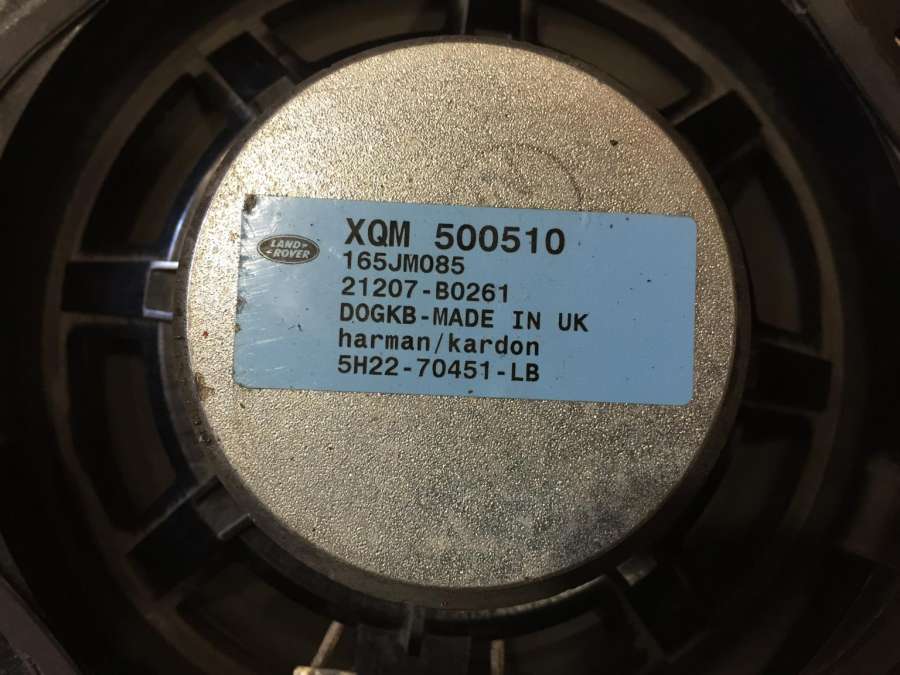 LAND-
-ROVER
XQM 500510
165JM085
21207-B0261
DOGKB-MADE IN UK
harman/kardon
5H22-70451-LB